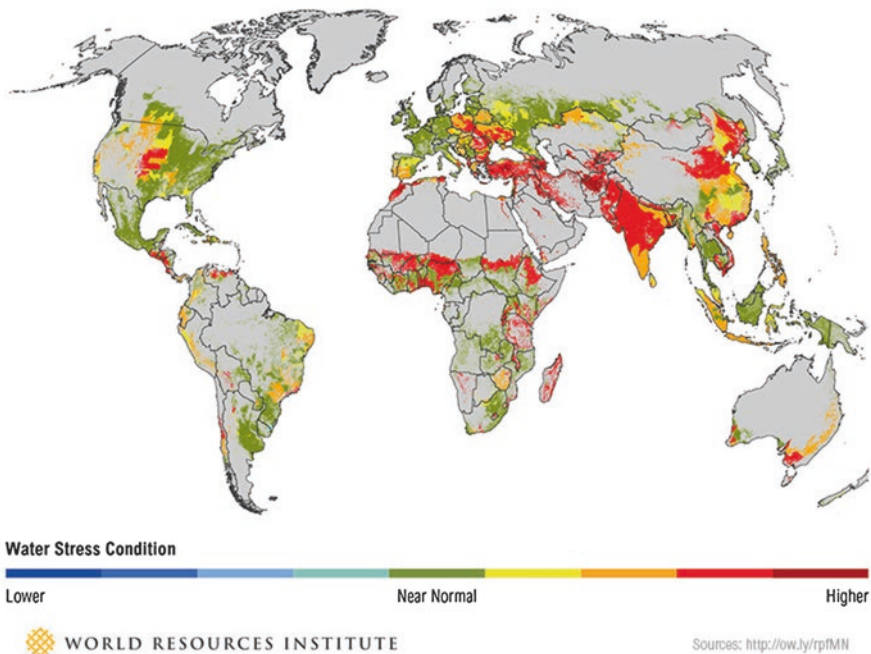 Water Stress Condition
Lower Near Normal Higher
WORLD RESOURCES INSTITUTE Sources: http://ow.ly/rpfMN